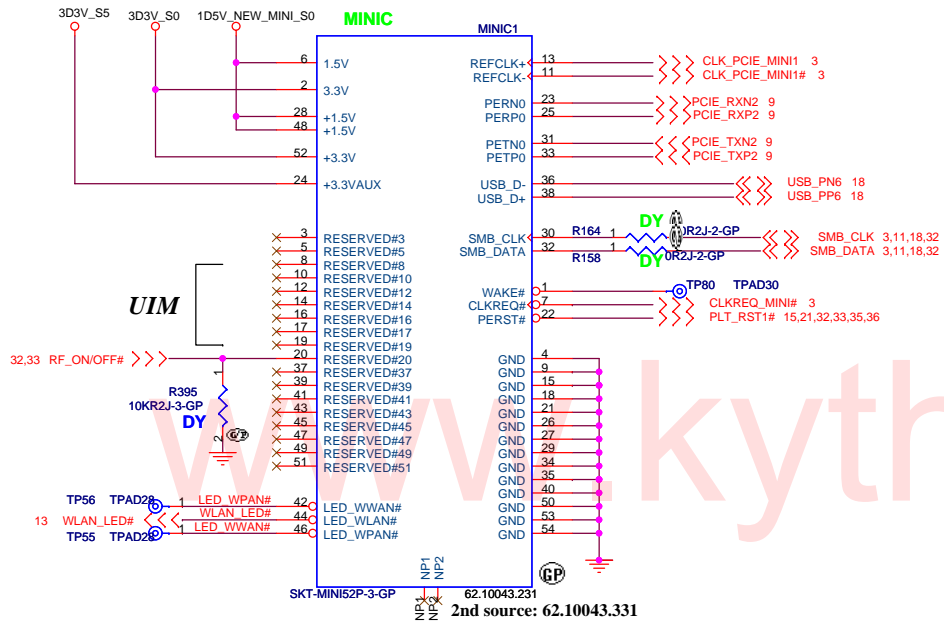 3D3V_S5 3D3V_S0 1D5V_NEW_MINI_S0
MINIC
MINIC1
6 1.5V
2 3.3V
28 +1.5V
48 +1.5V
52 +3.3V
24 +3.3VAUX
3 RESERVED#3
5 RESERVED#5
8 RESERVED#8
10 RESERVED#10
12 RESERVED#12
14 RESERVED#14
16 RESERVED#16
17 RESERVED#17
19 RESERVED#19
20 RESERVED#20
37 RESERVED#37
39 RESERVED#39
41 RESERVED#41
43 RESERVED#43
45 RESERVED#45
47 RESERVED#47
49 RESERVED#49
51 RESERVED#51
UIM
32,33 RF_ON/OFF#
1
R395
10KR2J-3-GP
DY
2
G/P
TP56 TPAD28 1 LED_WPAN# 42 LED_WWAN#
13 WLAN_LED# WLAN_LED# 44 LED_WLAN#
TP55 TPAD28 1 LED_WWAN# 46 LED_WPAN#
REFCLK+ 13 CLK_PCIE_MINI1 3
REFCLK- 11 CLK_PCIE_MINI1# 3
PERN0 23 PCIE_RXN2 9
PERP0 25 PCIE_RXP2 9
PETN0 31 PCIE_TXN2 9
PETP0 33 PCIE_TXP2 9
USB_D- 36 USB_PN6 18
USB_D+ 38 USB_PP6 18
DY
SMB_CLK 30 R164 1 0R2J-2-GP SMB_CLK 3,11,18,32
SMB_DATA 32 R158 1 0R2J-2-GP SMB_DATA 3,11,18,32
DY
WAKE# 1 1 TP80 TPAD30
CLKREQ# 7 CLKREQ_MINI# 3
PERST# 22 PLT_RST1# 15,21,32,33,35,36
GND 4
GND 9
GND 15
GND 18
GND 21
GND 26
GND 27
GND 29
GND 34
GND 35
GND 40
GND 50
GND 53
GND 54
NP1 NP2
GP
SKT-MINI52P-3-GP 62.10043.231
NP1 NP2
2nd source: 62.10043.331
www.kyth